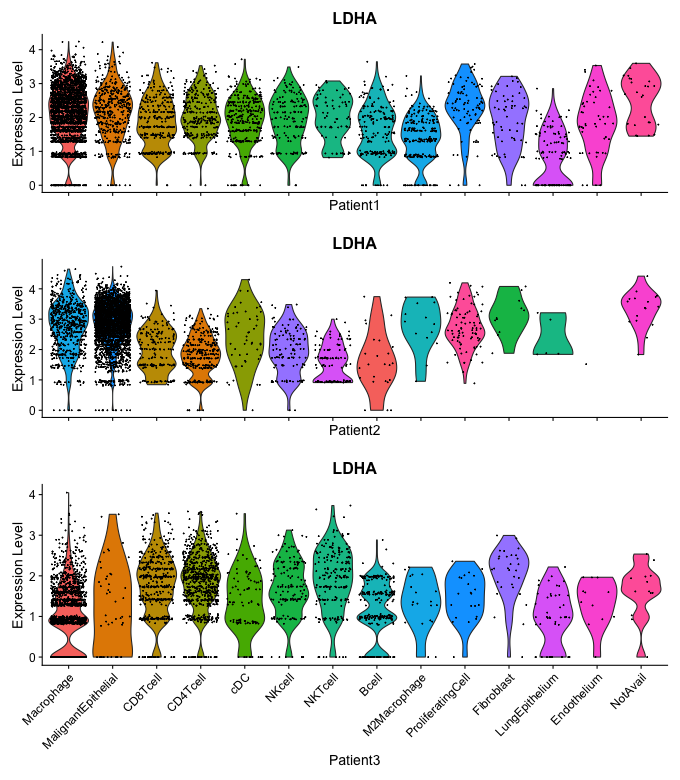 LDHA
Expression Level
4
3
2
1
0
Patient1
LDHA
Expression Level
4
3
2
1
0
Patient2
LDHA
Expression Level
4
3
2
1
0
Macrophage
MalignantEpithelial
CD8Tcell
CD4Tcell
cDC
NKcell
NKTcell
Bcell
M2Macrophage
ProliferatingCell
Fibroblast
LungEpithelium
Endothelium
NotAvail
Patient3